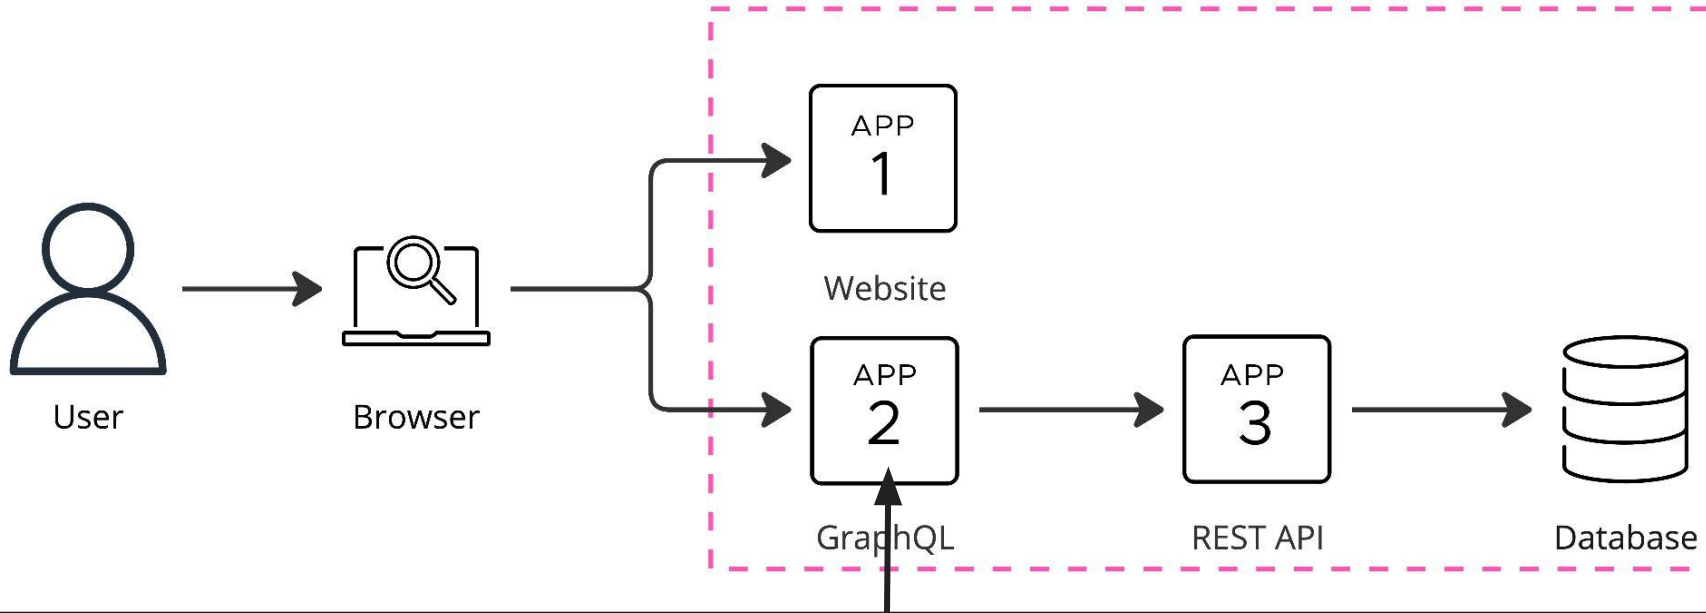 APP
1
Website
User
Browser
APP
2
GraphQL
APP
3
REST API
Database